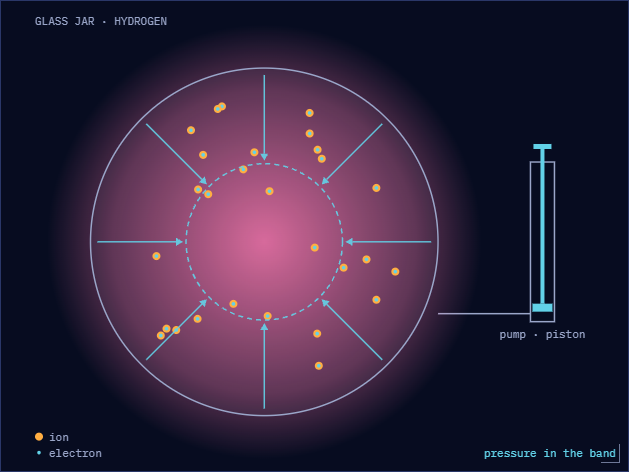 GLASS JAR · HYDROGEN
pump · piston
ion
electron
pressure in the band